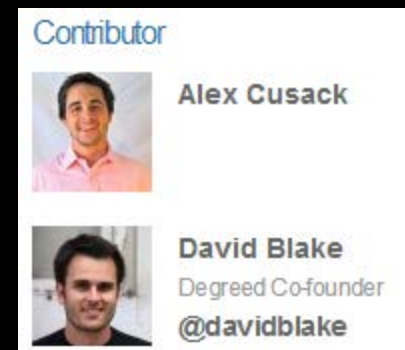 Contributor
Alex Cusack
David Blake
Degreed Co-founder
@davidblake